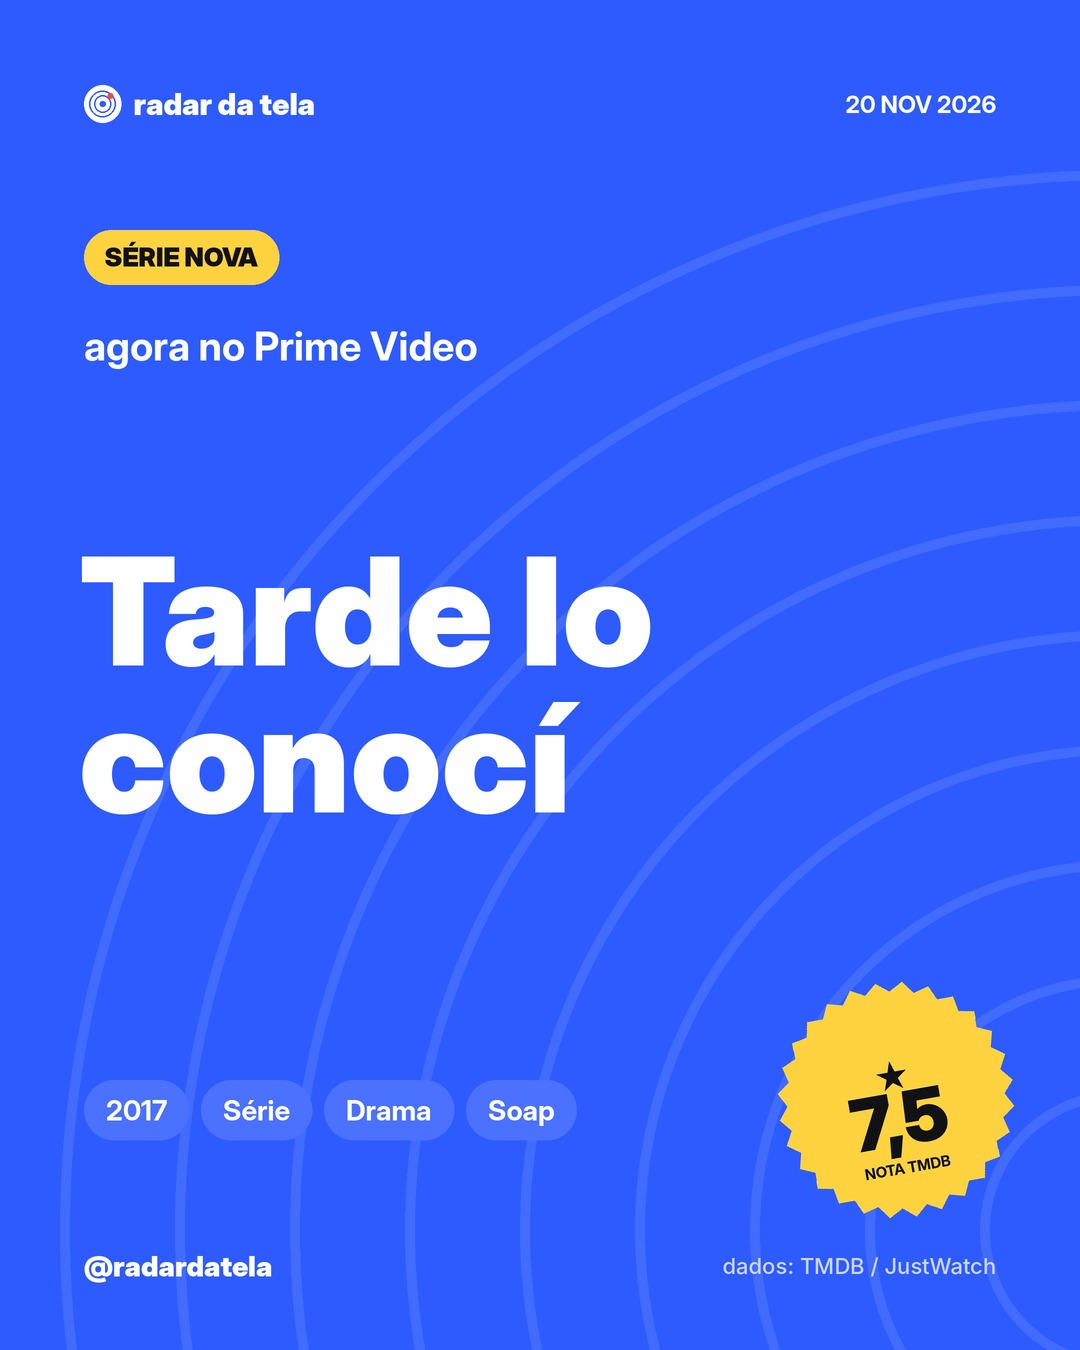 radar da tela
20 NOV 2026
SÉRIE NOVA
agora no Prime Video
Tarde lo
conocí
2017
Série
Drama
Soap
★
7,5
NOTA TMDB
@radardatela
dados: TMDB / JustWatch